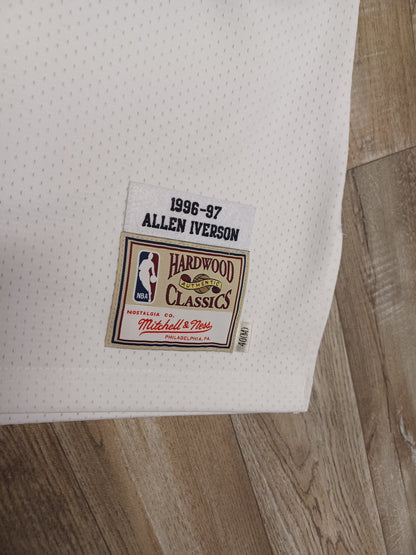 1996-97
ALLEN IVERSON
HARDWOOD
AUTHENTIC
CLASSICS
NBA
NOSTALGIA CO.
Mitchell & Ness
PHILADELPHIA, PA.
40(M)